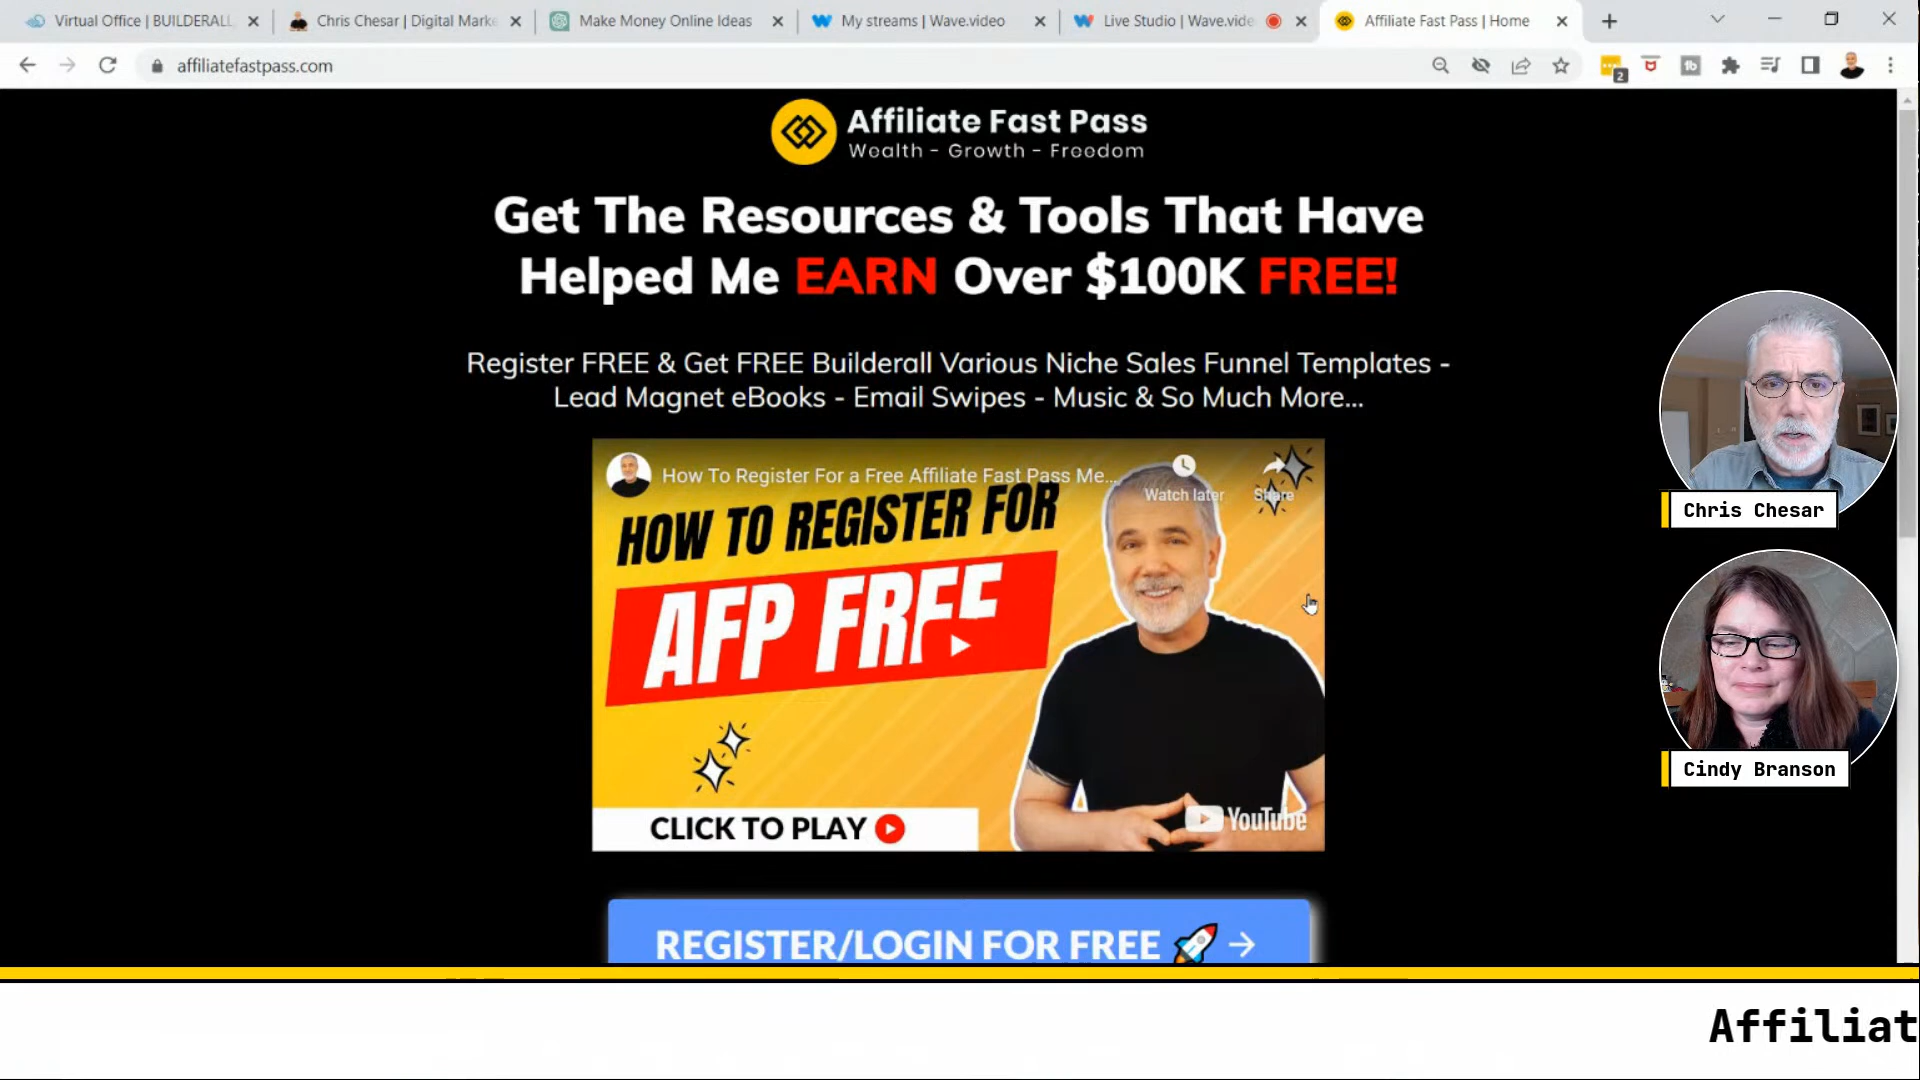 Virtual Office | BUILDERALL
Chris Chesar | Digital Marke
Make Money Online Ideas
My streams | Wave.video
Live Studio | Wave.vide
Affiliate Fast Pass | Home
affiliatefastpass.com
2
Affiliate Fast Pass
Wealth - Growth - Freedom
Get The Resources & Tools That Have
Helped Me EARN Over $100K FREE!
Register FREE & Get FREE Builderall Various Niche Sales Funnel Templates -
Lead Magnet eBooks - Email Swipes - Music & So Much More...
How To Register For a Free Affiliate Fast Pass Me...
Watch later
Share
HOW TO REGISTER FOR
AFP FREE
CLICK TO PLAY
YouTube
REGISTER/LOGIN FOR FREE
Chris Chesar
Cindy Branson
Affiliat